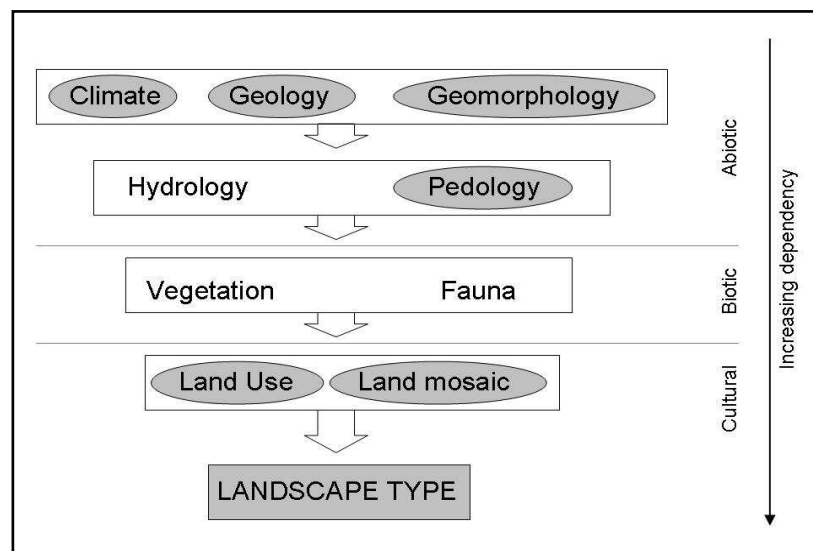 Climate Geology Geomorphology
Hydrology Pedology
Abiotic
Vegetation Fauna
Biotic
Land Use Land mosaic
Cultural
LANDSCAPE TYPE
Increasing dependency